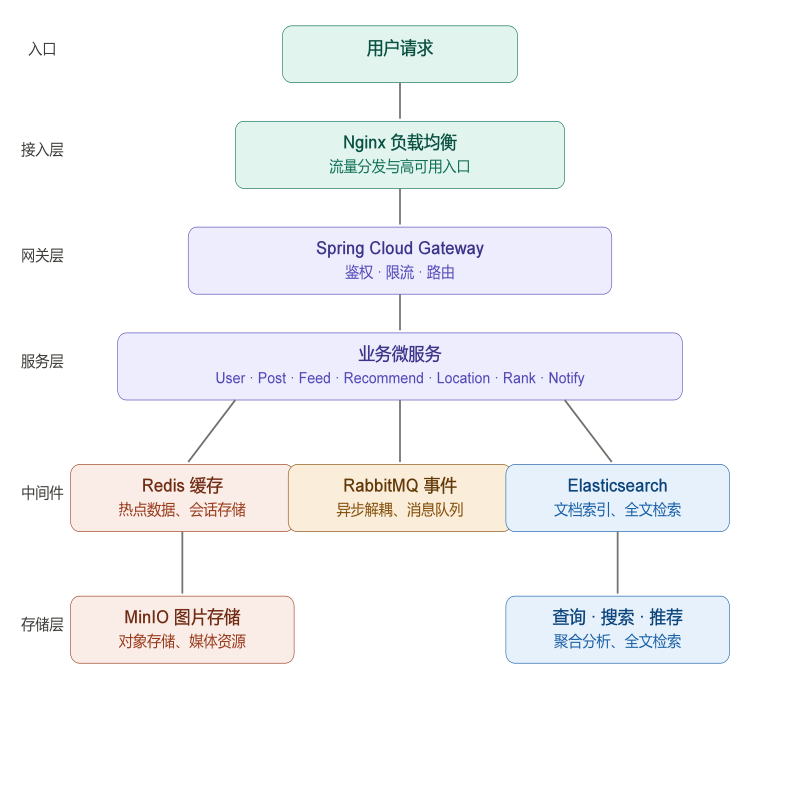 入口
用户请求
接入层
Nginx 负载均衡
流量分发与高可用入口
网关层
Spring Cloud Gateway
鉴权 · 限流 · 路由
服务层
业务微服务
User · Post · Feed · Recommend · Location · Rank · Notify
中间件
Redis 缓存
热点数据、会话存储
RabbitMQ 事件
异步解耦、消息队列
Elasticsearch
文档索引、全文检索
存储层
MinIO 图片存储
对象存储、媒体资源
查询 · 搜索 · 推荐
聚合分析、全文检索